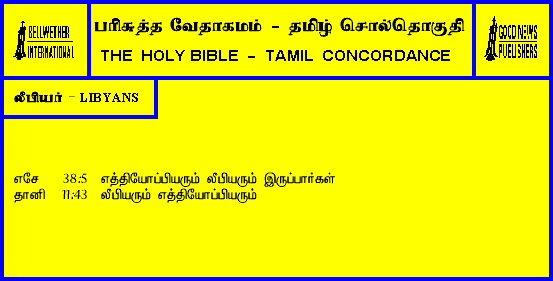 BELLWETHER
INTERNATIONAL
பரிசுத்த வேதாகமம் - தமிழ் சொல்தொகுதி
THE HOLY BIBLE - TAMIL CONCORDANCE
GOOD NEWS
PUBLISHERS
லீபியர் - LIBYANS
எசே 38:5 எத்தியோப்பியரும் லீபியரும் இருப்பார்கள்
தானி 11:43 லீபியரும் எத்தியோப்பியரும்